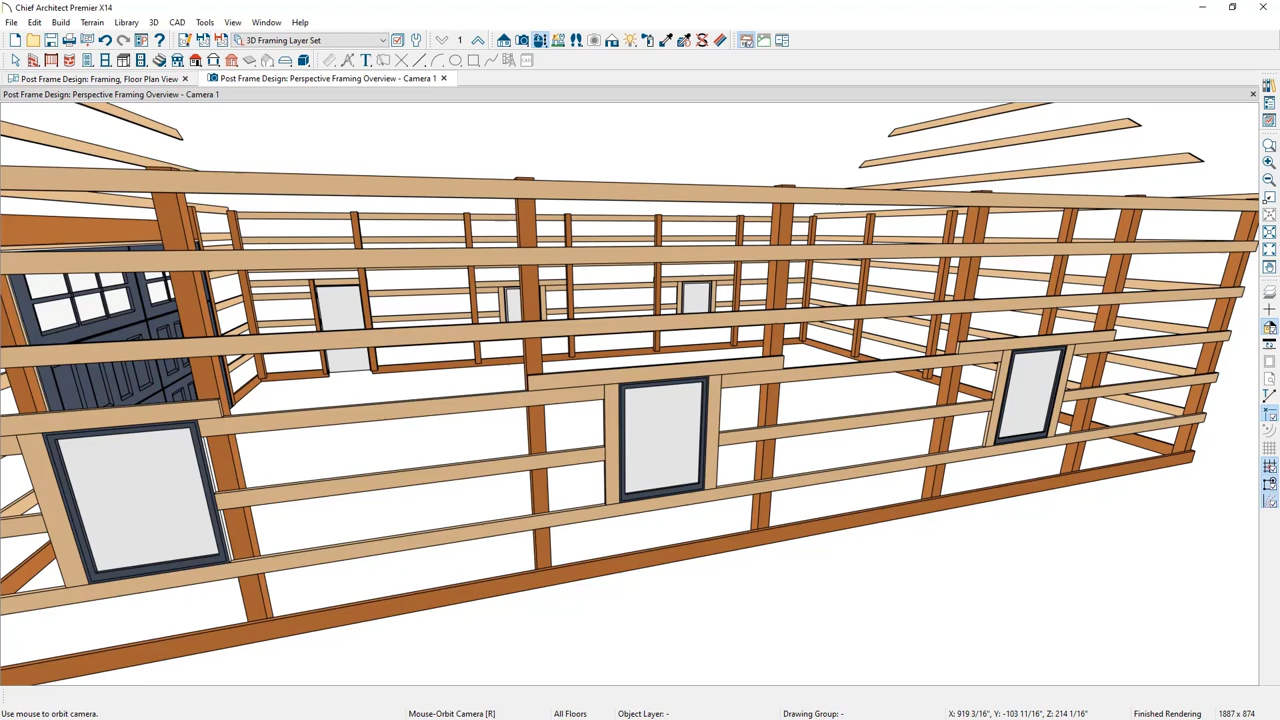 Chief Architect Premier X14
File Edit Build Terrain Library 3D CAD Tools View Window Help
3D Framing Layer Set
1
Post Frame Design: Framing, Floor Plan View
Post Frame Design: Perspective Framing Overview - Camera 1
Post Frame Design: Perspective Framing Overview - Camera 1
Use mouse to orbit camera. Mouse-Orbit Camera [R] All Floors Object Layer: - Drawing Group: - X: 919 3/16", Y: -103 11/16", Z: 214 1/16" Finished Rendering 1887 x 874